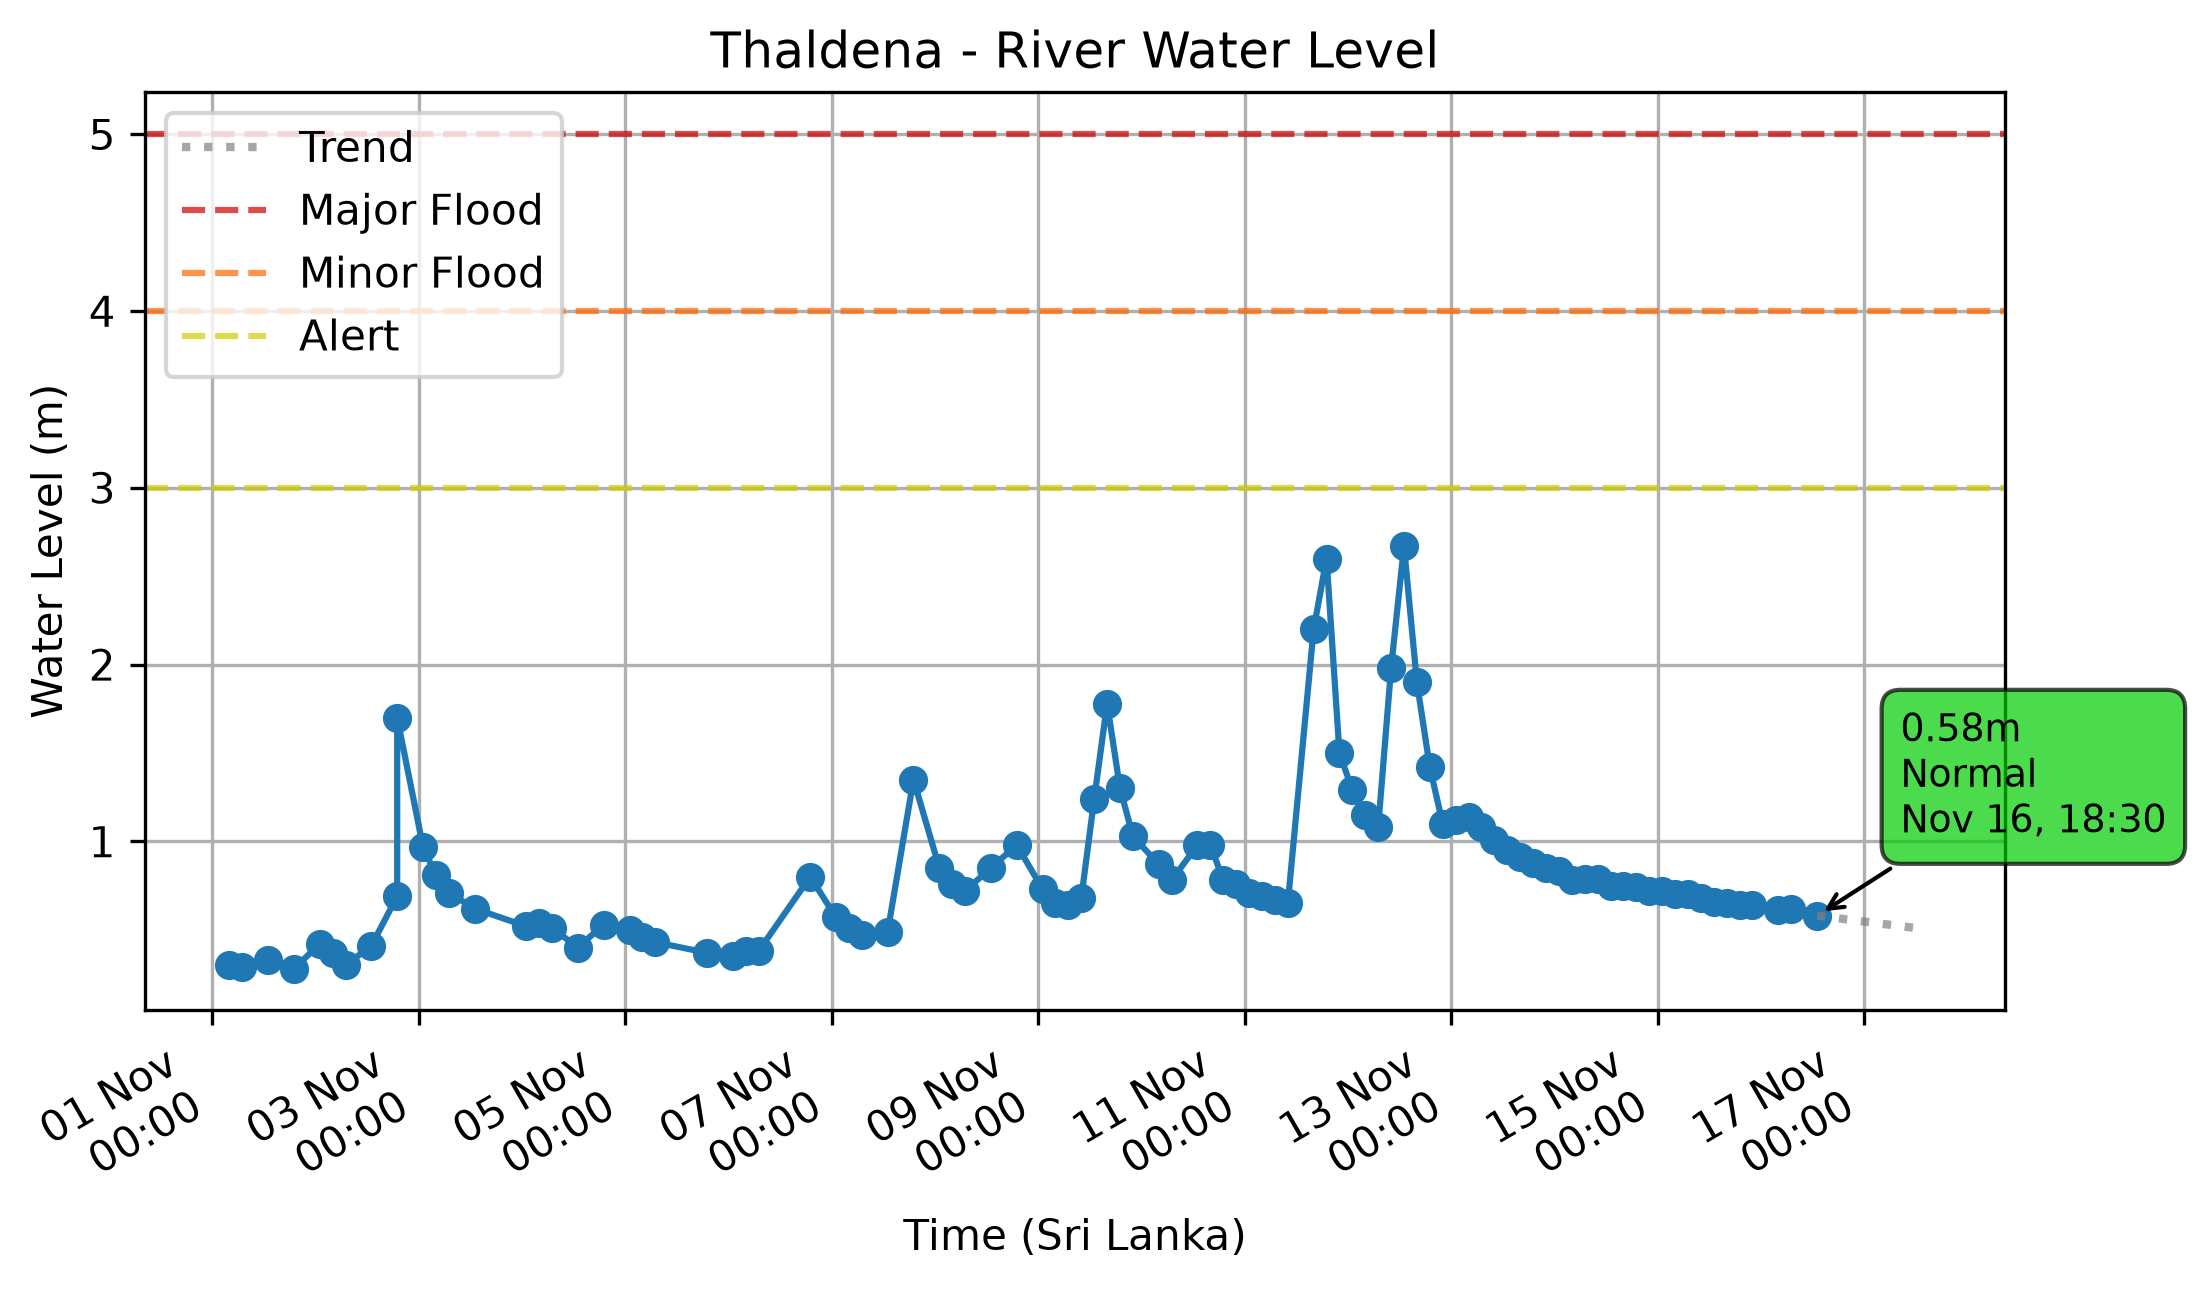 Thaldena - River Water Level
Trend
Major Flood
Minor Flood
Alert
5
4
3
2
1
Water Level (m)
0.58m
Normal
Nov 16, 18:30
01 Nov
00:00
03 Nov
00:00
05 Nov
00:00
07 Nov
00:00
09 Nov
00:00
11 Nov
00:00
13 Nov
00:00
15 Nov
00:00
17 Nov
00:00
Time (Sri Lanka)